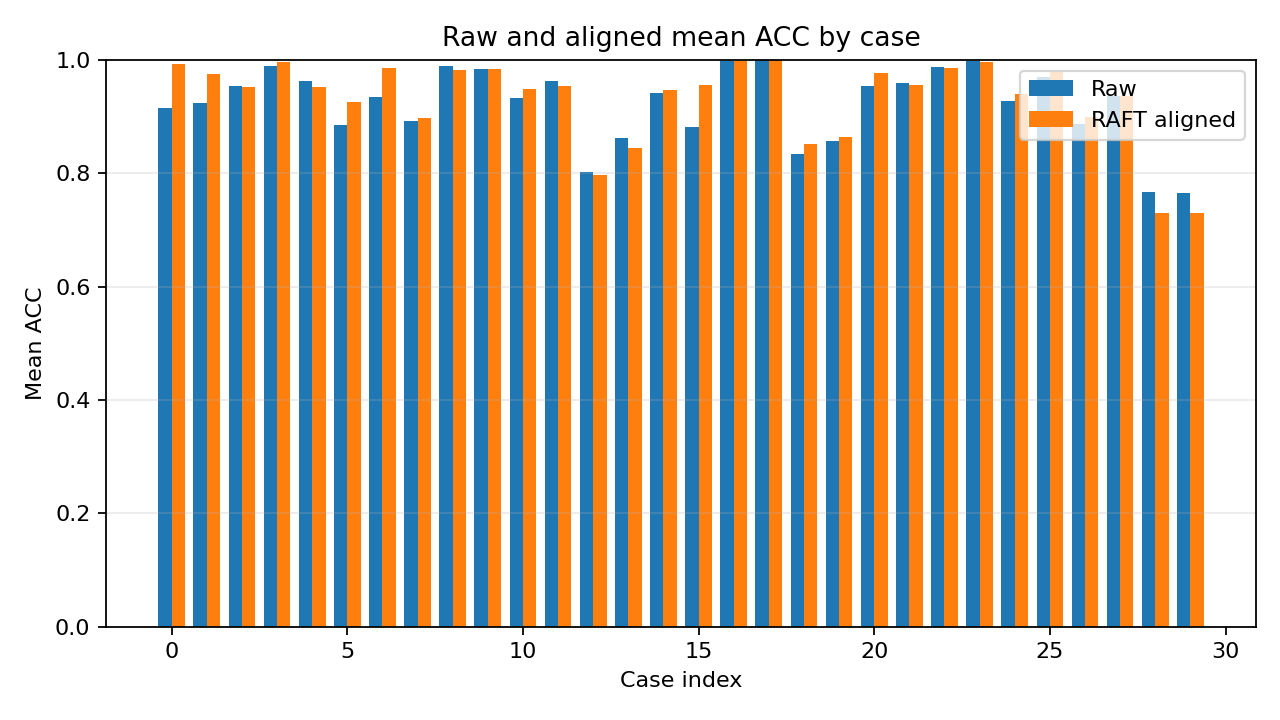 Raw and aligned mean ACC by case
1.0
0.8
0.6
0.4
0.2
0.0
Mean ACC
Raw
RAFT aligned
0 5 10 15 20 25 30
Case index